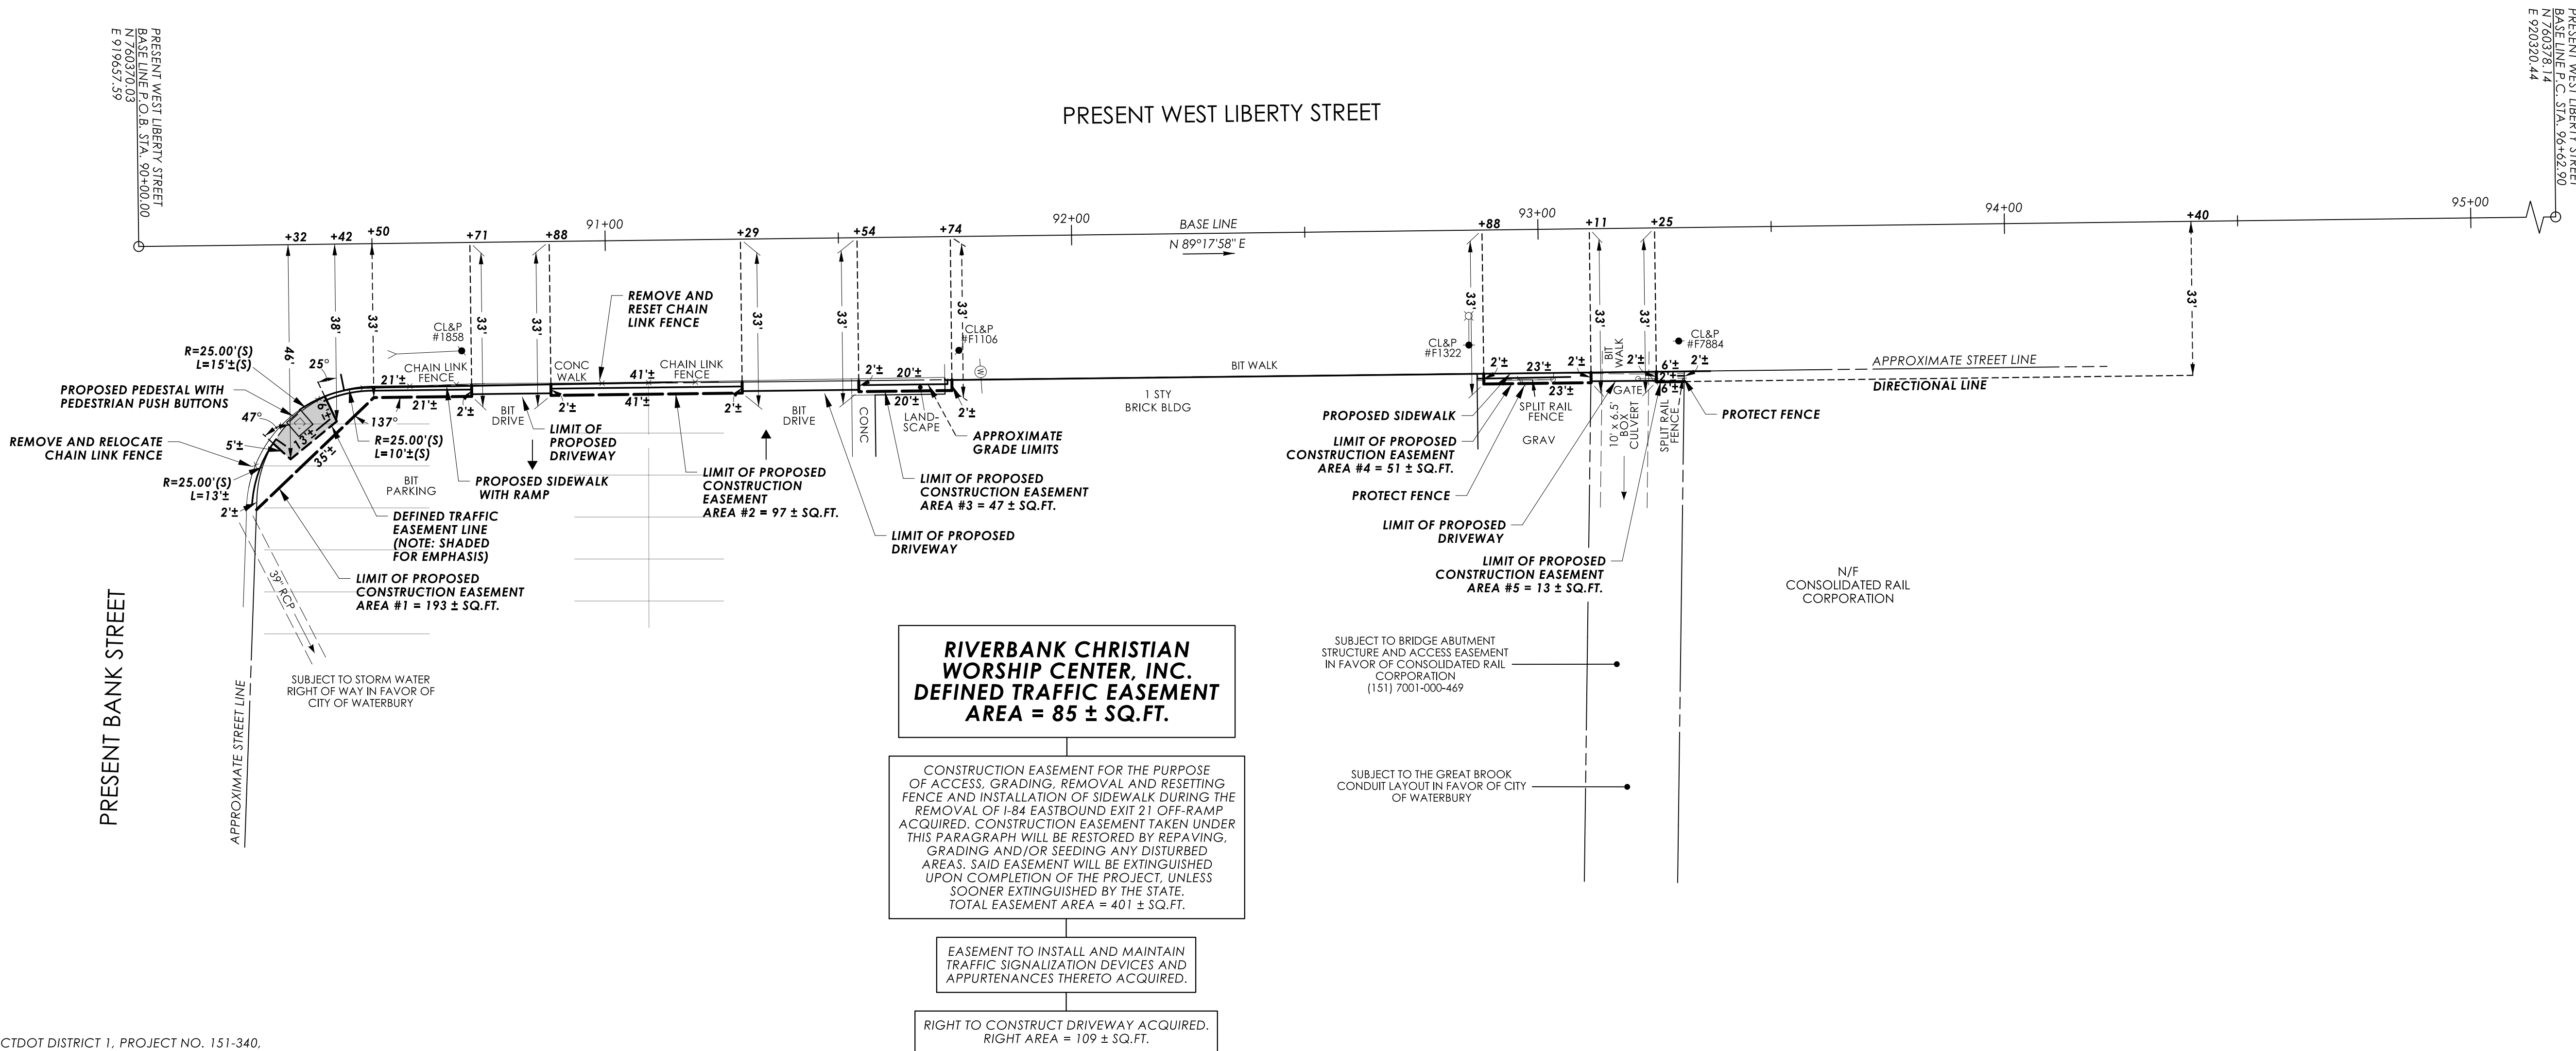 PRESENT WEST LIBERTY STREET
BASE LINE P.O.B. STA. 90+00.00
N 760370.03
E 919657.59
PRESENT WEST LIBERTY STREET
BASE LINE P.C. STA. 96+62.90
N 760378.14
E 920320.44
PRESENT WEST LIBERTY STREET
+32
+42
+50
+71
+88
91+00
+29
+54
+74
92+00
BASE LINE
N 89°17'58" E
+88
93+00
+11
+25
94+00
+40
95+00
46'
38'
33'
33'
33'
33'
33'
33'
33'
33'
33'
33'
REMOVE AND
RESET CHAIN
LINK FENCE
CL&P
#1858
CL&P
#F1106
CL&P
#F1322
CL&P
#F7884
R=25.00'(S)
L=15'±(S)
25°
PROPOSED PEDESTAL WITH
PEDESTRIAN PUSH BUTTONS
47°
REMOVE AND RELOCATE
CHAIN LINK FENCE
5'±
6'±
13'±
35'±
137°
R=25.00'(S)
L=10'±(S)
R=25.00'(S)
L=13'±
2'±
21'±
CHAIN LINK
FENCE
21'±
2'±
BIT
DRIVE
CONC
WALK
2'±
41'±
CHAIN LINK
FENCE
41'±
2'±
BIT
DRIVE
CONC
2'±
20'±
20'±
LAND-
SCAPE
2'±
W
BIT WALK
1 STY
BRICK BLDG
APPROXIMATE
GRADE LIMITS
LIMIT OF
PROPOSED
DRIVEWAY
PROPOSED SIDEWALK
WITH RAMP
BIT
PARKING
LIMIT OF PROPOSED
CONSTRUCTION
EASEMENT
AREA #2 = 97 ± SQ.FT.
LIMIT OF PROPOSED
CONSTRUCTION EASEMENT
AREA #3 = 47 ± SQ.FT.
LIMIT OF PROPOSED
DRIVEWAY
DEFINED TRAFFIC
EASEMENT LINE
(NOTE: SHADED
FOR EMPHASIS)
LIMIT OF PROPOSED
CONSTRUCTION EASEMENT
AREA #1 = 193 ± SQ.FT.
39" RCP
SUBJECT TO STORM WATER
RIGHT OF WAY IN FAVOR OF
CITY OF WATERBURY
PRESENT BANK STREET
APPROXIMATE STREET LINE
2'±
23'±
2'±
BIT
WALK
2'±
6'±
2'±
2'±
6'±
23'±
GATE
SPLIT RAIL
FENCE
GRAV
10' x 6.5'
BOX
CULVERT
SPLIT RAIL
FENCE
APPROXIMATE STREET LINE
DIRECTIONAL LINE
PROTECT FENCE
PROPOSED SIDEWALK
LIMIT OF PROPOSED
CONSTRUCTION EASEMENT
AREA #4 = 51 ± SQ.FT.
PROTECT FENCE
LIMIT OF PROPOSED
DRIVEWAY
LIMIT OF PROPOSED
CONSTRUCTION EASEMENT
AREA #5 = 13 ± SQ.FT.
N/F
CONSOLIDATED RAIL
CORPORATION
SUBJECT TO BRIDGE ABUTMENT
STRUCTURE AND ACCESS EASEMENT
IN FAVOR OF CONSOLIDATED RAIL
CORPORATION
(151) 7001-000-469
SUBJECT TO THE GREAT BROOK
CONDUIT LAYOUT IN FAVOR OF CITY
OF WATERBURY
RIVERBANK CHRISTIAN
WORSHIP CENTER, INC.
DEFINED TRAFFIC EASEMENT
AREA = 85 ± SQ.FT.
CONSTRUCTION EASEMENT FOR THE PURPOSE
OF ACCESS, GRADING, REMOVAL AND RESETTING
FENCE AND INSTALLATION OF SIDEWALK DURING THE
REMOVAL OF I-84 EASTBOUND EXIT 21 OFF-RAMP
ACQUIRED. CONSTRUCTION EASEMENT TAKEN UNDER
THIS PARAGRAPH WILL BE RESTORED BY REPAVING,
GRADING AND/OR SEEDING ANY DISTURBED
AREAS. SAID EASEMENT WILL BE EXTINGUISHED
UPON COMPLETION OF THE PROJECT, UNLESS
SOONER EXTINGUISHED BY THE STATE.
TOTAL EASEMENT AREA = 401 ± SQ.FT.
EASEMENT TO INSTALL AND MAINTAIN
TRAFFIC SIGNALIZATION DEVICES AND
APPURTENANCES THERETO ACQUIRED.
RIGHT TO CONSTRUCT DRIVEWAY ACQUIRED.
RIGHT AREA = 109 ± SQ.FT.
CTDOT DISTRICT 1, PROJECT NO. 151-340,